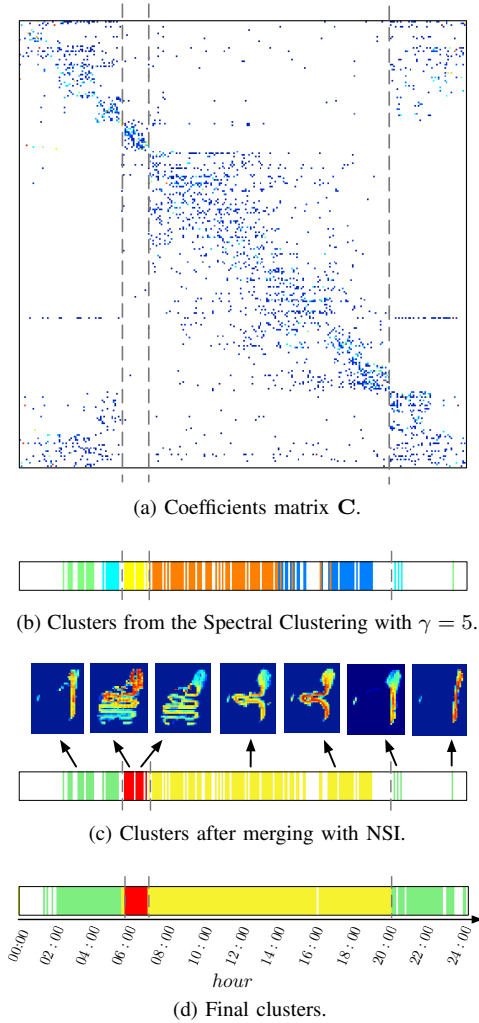 (a) Coefficients matrix C.
(b) Clusters from the Spectral Clustering with γ = 5.
(c) Clusters after merging with NSI.
00:00 02:00 04:00 06:00 08:00 10:00 12:00 14:00 16:00 18:00 20:00 22:00 24:00
hour
(d) Final clusters.